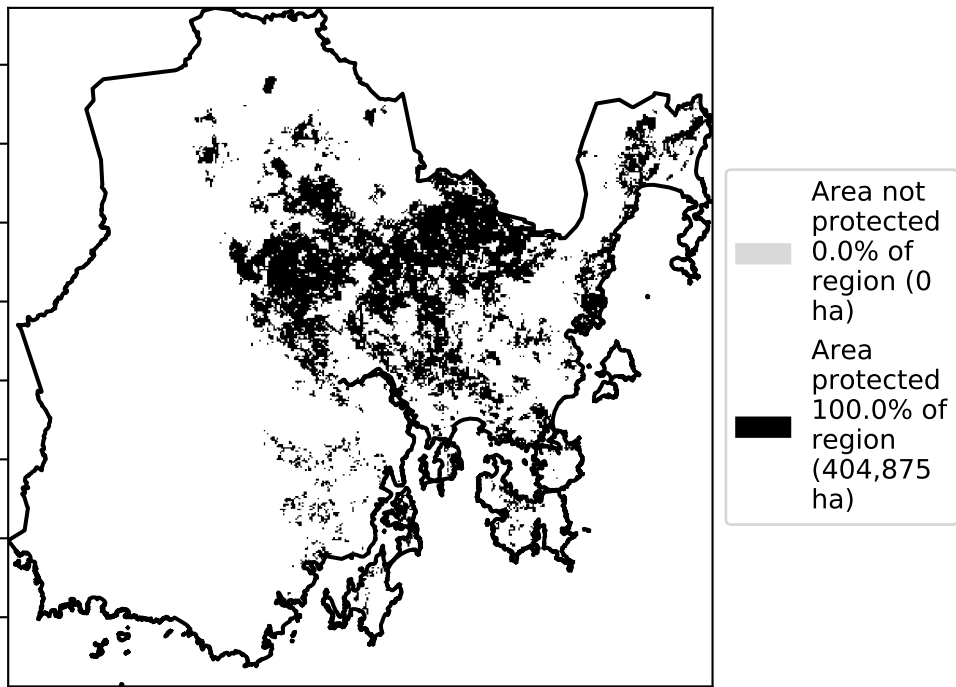 Area not
protected
0.0% of
region (0
ha)
Area
protected
100.0% of
region
(404,875
ha)